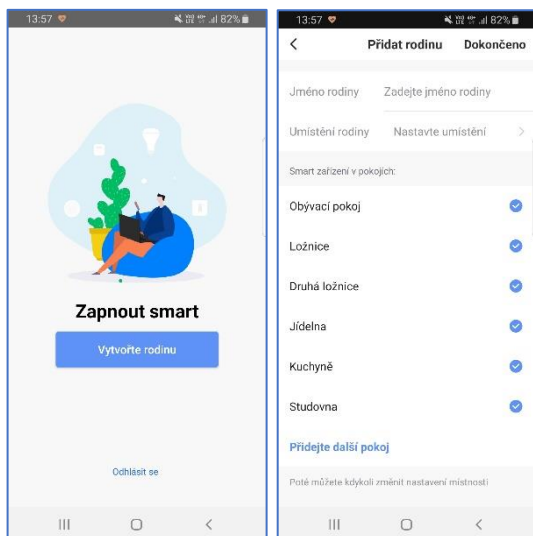 13:57
82%
Zapnout smart
Vytvořte rodinu
Odhlásit se
13:57
82%
Přidat rodinu Dokončeno
Jméno rodiny Zadejte jméno rodiny
Umístění rodiny Nastavte umístění
Smart zařízení v pokojích:
Obývací pokoj
Ložnice
Druhá ložnice
Jídelna
Kuchyně
Studovna
Přidejte další pokoj
Poté můžete kdykoli změnit nastavení místnosti